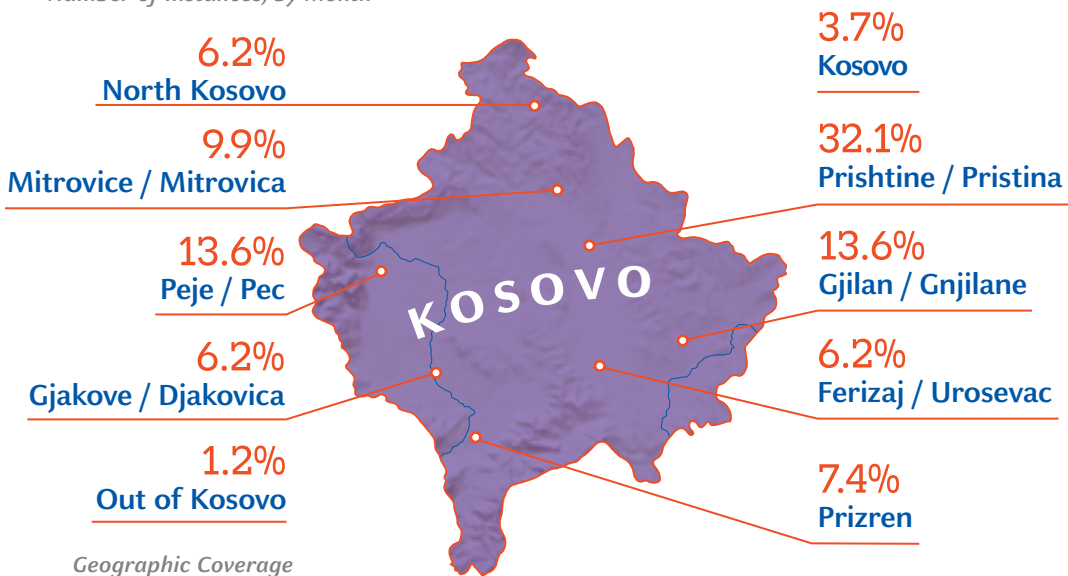 6.2%
North Kosovo
9.9%
Mitrovice / Mitrovica
13.6%
Peje / Pec
6.2%
Gjakove / Djakovica
1.2%
Out of Kosovo
Geographic Coverage
KOSOVO
3.7%
Kosovo
32.1%
Prishtine / Pristina
13.6%
Gjilan / Gnjilane
6.2%
Ferizaj / Urosevac
7.4%
Prizren